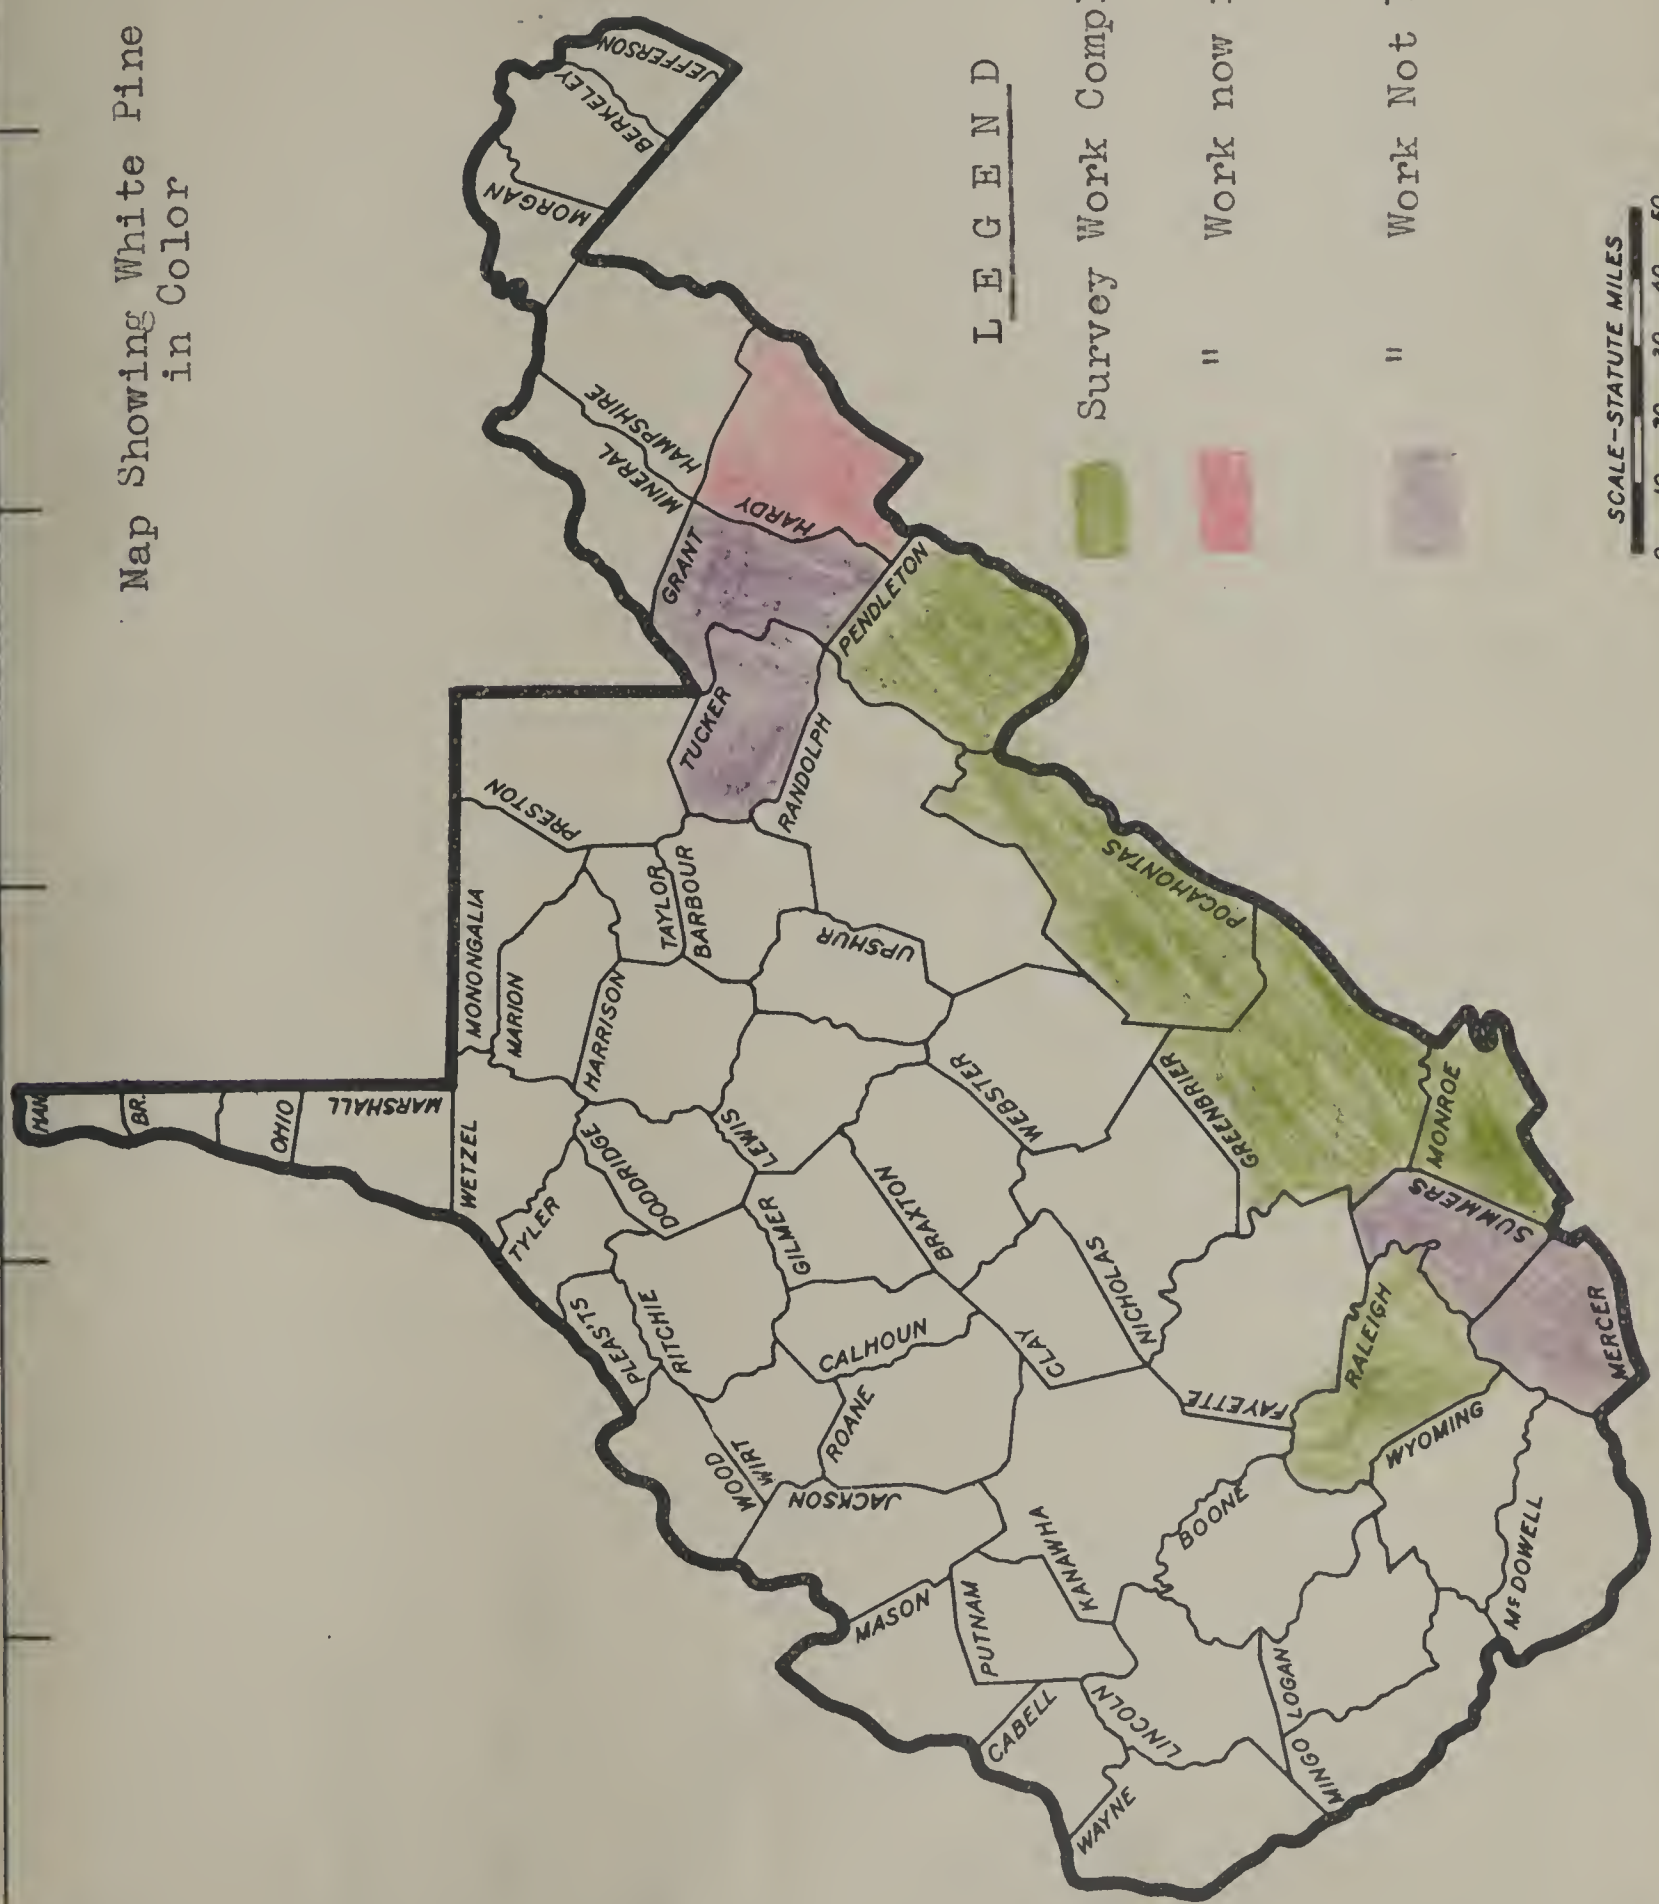 Map Showing White Pine
in Color
HAN
BR.
OHIO
MARSHALL
WETZEL
MONONGALIA
MARION
PRESTON
TAYLOR
HARRISON
BARBOUR
TYLER
DODDRIDGE
PLEAS'TS
RITCHIE
WOOD
WIRT
GILMER
LEWIS
UPSHUR
TUCKER
RANDOLPH
GRANT
MINERAL
HAMPSHIRE
MORGAN
BERKELEY
JEFFERSON
HARDY
PENDLETON
POCAHONTAS
WEBSTER
BRAXTON
CALHOUN
ROANE
JACKSON
MASON
PUTNAM
KANAWHA
CLAY
NICHOLAS
GREENBRIER
MONROE
SUMMERS
MERCER
RALEIGH
FAYETTE
BOONE
WYOMING
McDOWELL
LOGAN
MINGO
LINCOLN
CABELL
WAYNE
LEGEND
Survey Work Comp
" Work now
" Work Not
SCALE-STATUTE MILES